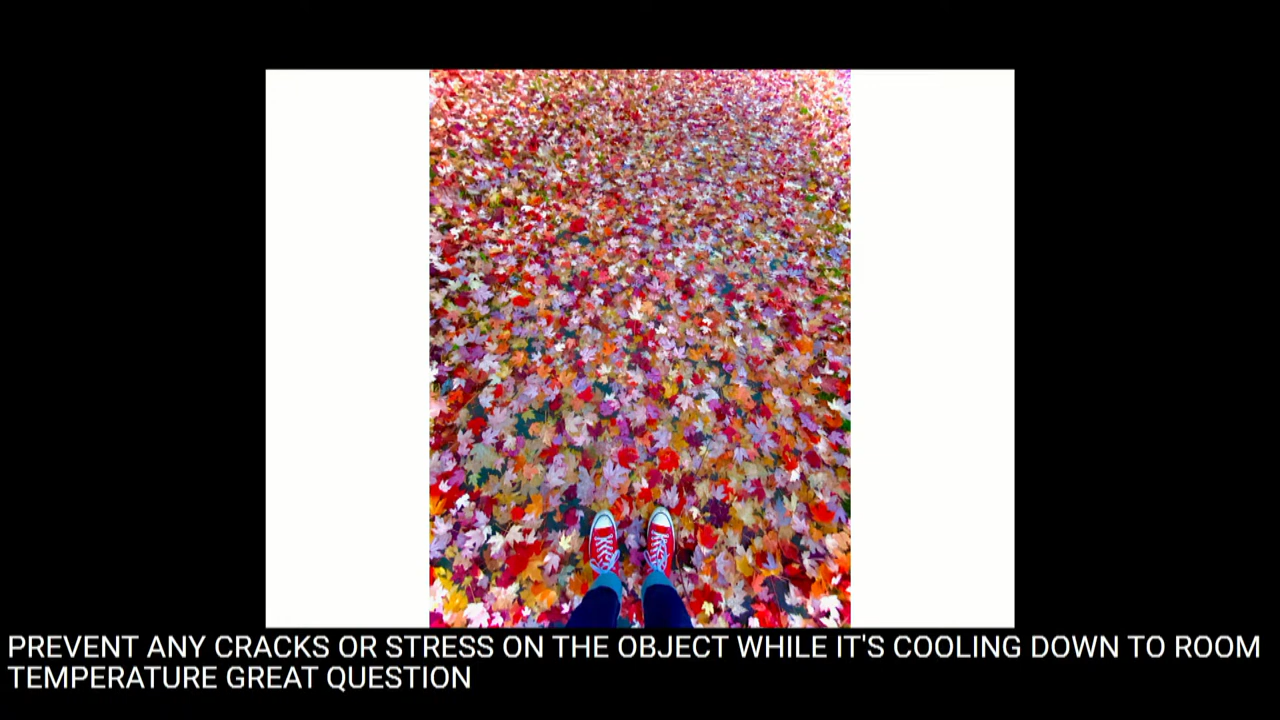 PREVENT ANY CRACKS OR STRESS ON THE OBJECT WHILE IT'S COOLING DOWN TO ROOM
TEMPERATURE GREAT QUESTION